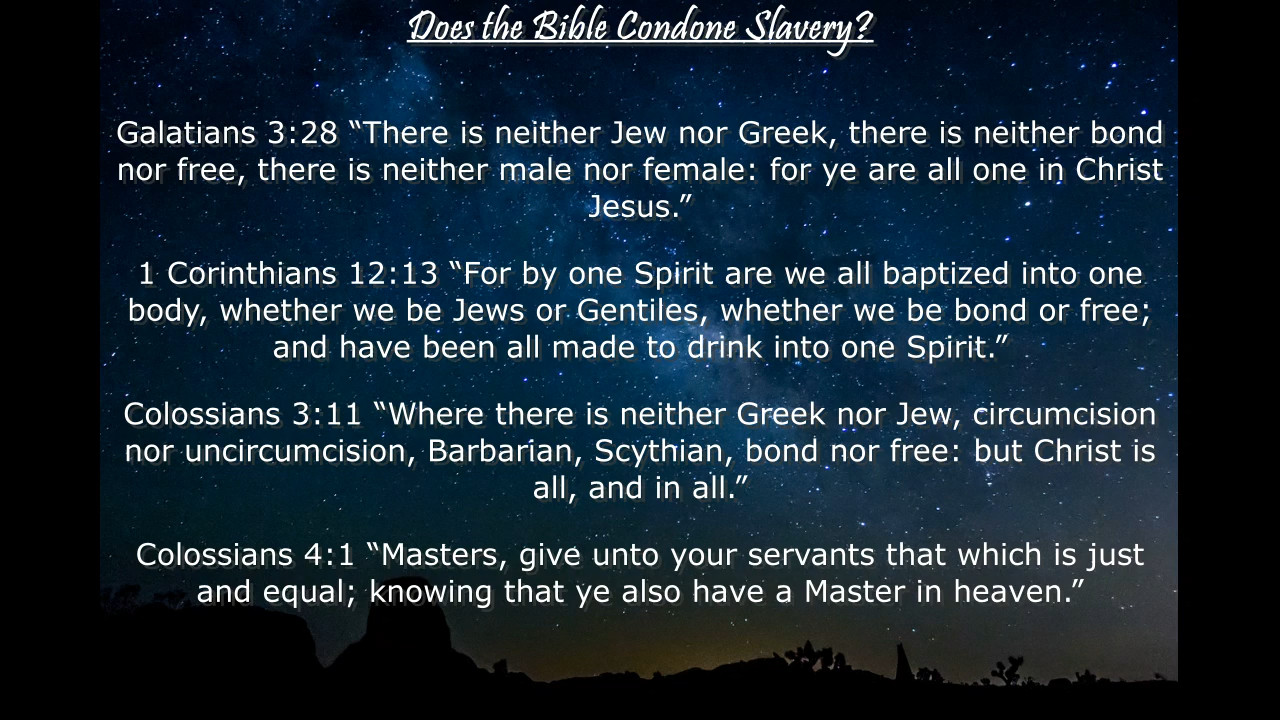 Does the Bible Condone Slavery?
Galatians 3:28 “There is neither Jew nor Greek, there is neither bond
nor free, there is neither male nor female: for ye are all one in Christ
Jesus.”
1 Corinthians 12:13 “For by one Spirit are we all baptized into one
body, whether we be Jews or Gentiles, whether we be bond or free;
and have been all made to drink into one Spirit.”
Colossians 3:11 “Where there is neither Greek nor Jew, circumcision
nor uncircumcision, Barbarian, Scythian, bond nor free: but Christ is
all, and in all.”
Colossians 4:1 “Masters, give unto your servants that which is just
and equal; knowing that ye also have a Master in heaven.”